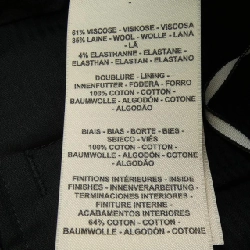 61% VISCOSE - VISKOSE - VISCOSA
35% LAINE - WOOL - WOLLE - LANA
LÃ
4% ELASTHANNE - ELASTANE -
ELASTHAN - ELASTAN - ELASTANO
DOUBLURE - LINING -
INNENFUTTER - FODERA - FORRO
100% COTON - COTTON -
BAUMWOLLE - ALGODÓN - COTONE -
ALGODÃO
BIAIS - BIAS - BORTE - BIES -
SBIECO - VIÉS
100% COTON - COTTON -
BAUMWOLLE - ALGODÓN - COTONE -
ALGODÃO
FINITIONS INTÉRIEURES - INSIDE
FINISHES - INNENVERARBEITUNG -
TERMINACIONES INTERIORES -
FINITURE INTERNE -
ACABAMENTOS INTERIORES
64% COTON - COTTON -
BAUMWOLLE - ALGODÓN - COTONE